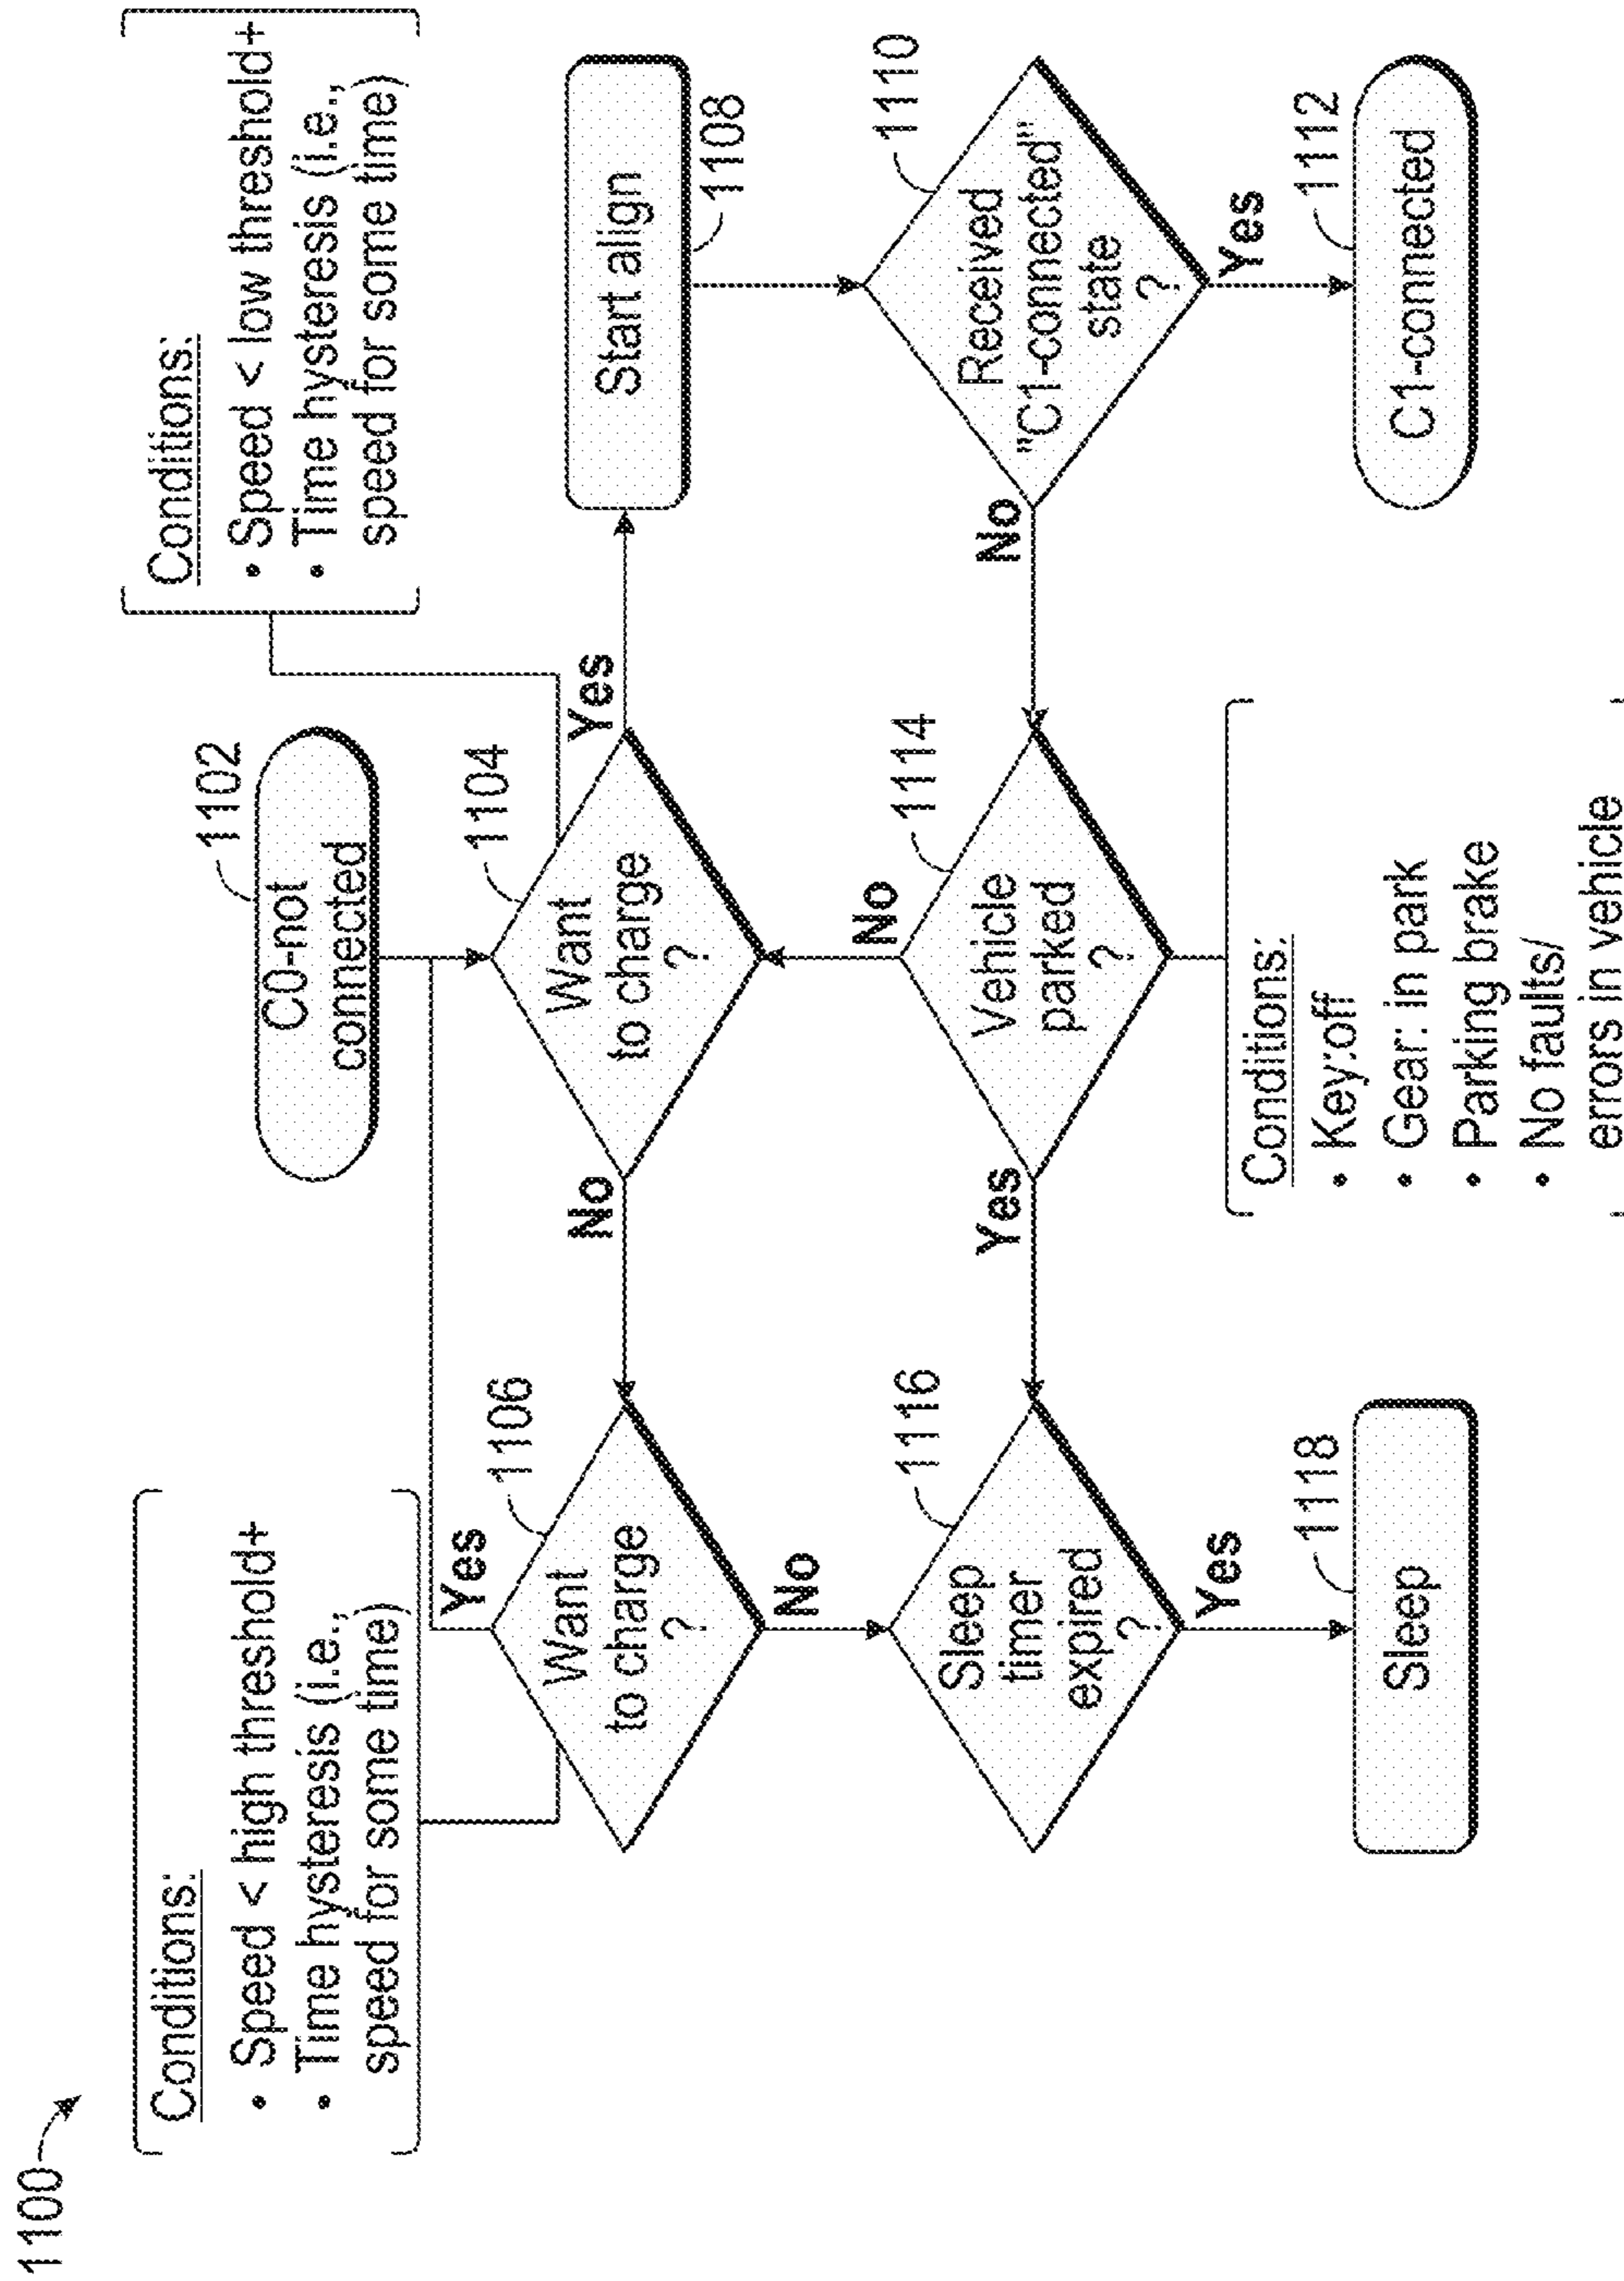 1100
Conditions:
• Speed < high threshold+
• Time hysteresis (i.e.,
speed for some time)
1102
C0-not
connected
Conditions:
• Speed < low threshold+
• Time hysteresis (i.e.,
speed for some time)
Yes
1106
Want
to charge
?
No
No
1104
Want
to charge
?
Yes
Start align
1108
1116
Sleep
timer
expired
?
Yes
Yes
1114
Vehicle
parked
?
No
No
1110
Received
"C1-connected"
state
?
Yes
1118
Sleep
Conditions:
• Key:off
• Gear: in park
• Parking brake
• No faults/
errors in vehicle
1112
C1-connected